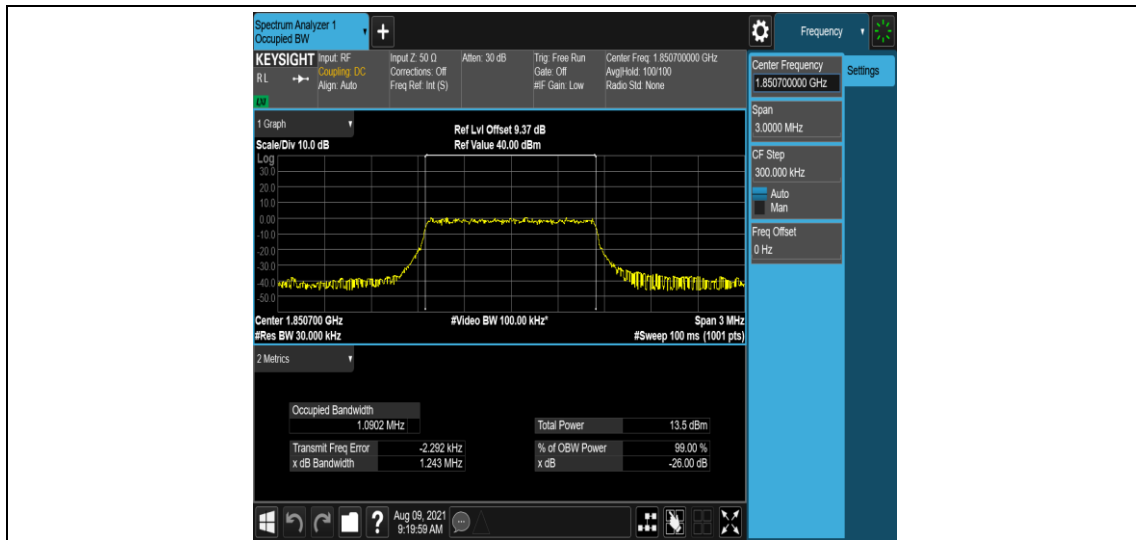 Spectrum Analyzer 1
Occupied BW
+
Frequency
KEYSIGHT
RL
LXI
Input: RF
Coupling: DC
Align: Auto
Input Z: 50 Ω
Corrections: Off
Freq Ref: Int (S)
Atten: 30 dB
Trig: Free Run
Gate: Off
#IF Gain: Low
Center Freq: 1.850700000 GHz
Avg|Hold: 100/100
Radio Std: None
Center Frequency
1.850700000 GHz
Settings
Span
3.0000 MHz
CF Step
300.000 kHz
Auto
Man
Freq Offset
0 Hz
1 Graph
Ref Lvl Offset 9.37 dB
Scale/Div 10.0 dB
Ref Value 40.00 dBm
Log
30.0
20.0
10.0
0.00
-10.0
-20.0
-30.0
-40.0
-50.0
Center 1.850700 GHz
#Video BW 100.00 kHz*
Span 3 MHz
#Res BW 30.000 kHz
#Sweep 100 ms (1001 pts)
2 Metrics
Occupied Bandwidth
1.0902 MHz
Total Power 13.5 dBm
Transmit Freq Error -2.292 kHz
% of OBW Power 99.00 %
x dB Bandwidth 1.243 MHz
x dB -26.00 dB
?
Aug 09, 2021
9:19:59 AM